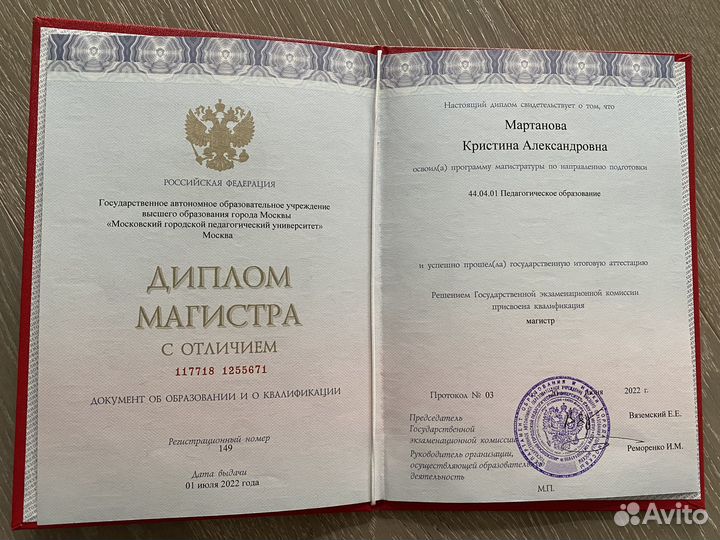 РОССИЙСКАЯ ФЕДЕРАЦИЯ
Государственное автономное образовательное учреждение
высшего образования города Москвы
«Московский городской педагогический университет»
Москва
ДИПЛОМ
МАГИСТРА
С ОТЛИЧИЕМ
117718 1255671
ДОКУМЕНТ ОБ ОБРАЗОВАНИИ И О КВАЛИФИКАЦИИ
Регистрационный номер
149
Дата выдачи
01 июля 2022 года
Настоящий диплом свидетельствует о том, что
Мартанова
Кристина Александровна
освоил(а) программу магистратуры по направлению подготовки
44.04.01 Педагогическое образование
и успешно прошел(ла) государственную итоговую аттестацию
Решением Государственной экзаменационной комиссии
присвоена квалификация
магистр
Протокол № 03 2022 г.
Председатель
Государственной
экзаменационной комиссии
Вяземский Е.Е.
Руководитель организации,
осуществляющей образовательную
деятельность
Реморенко И.М.
М.П.
Avito